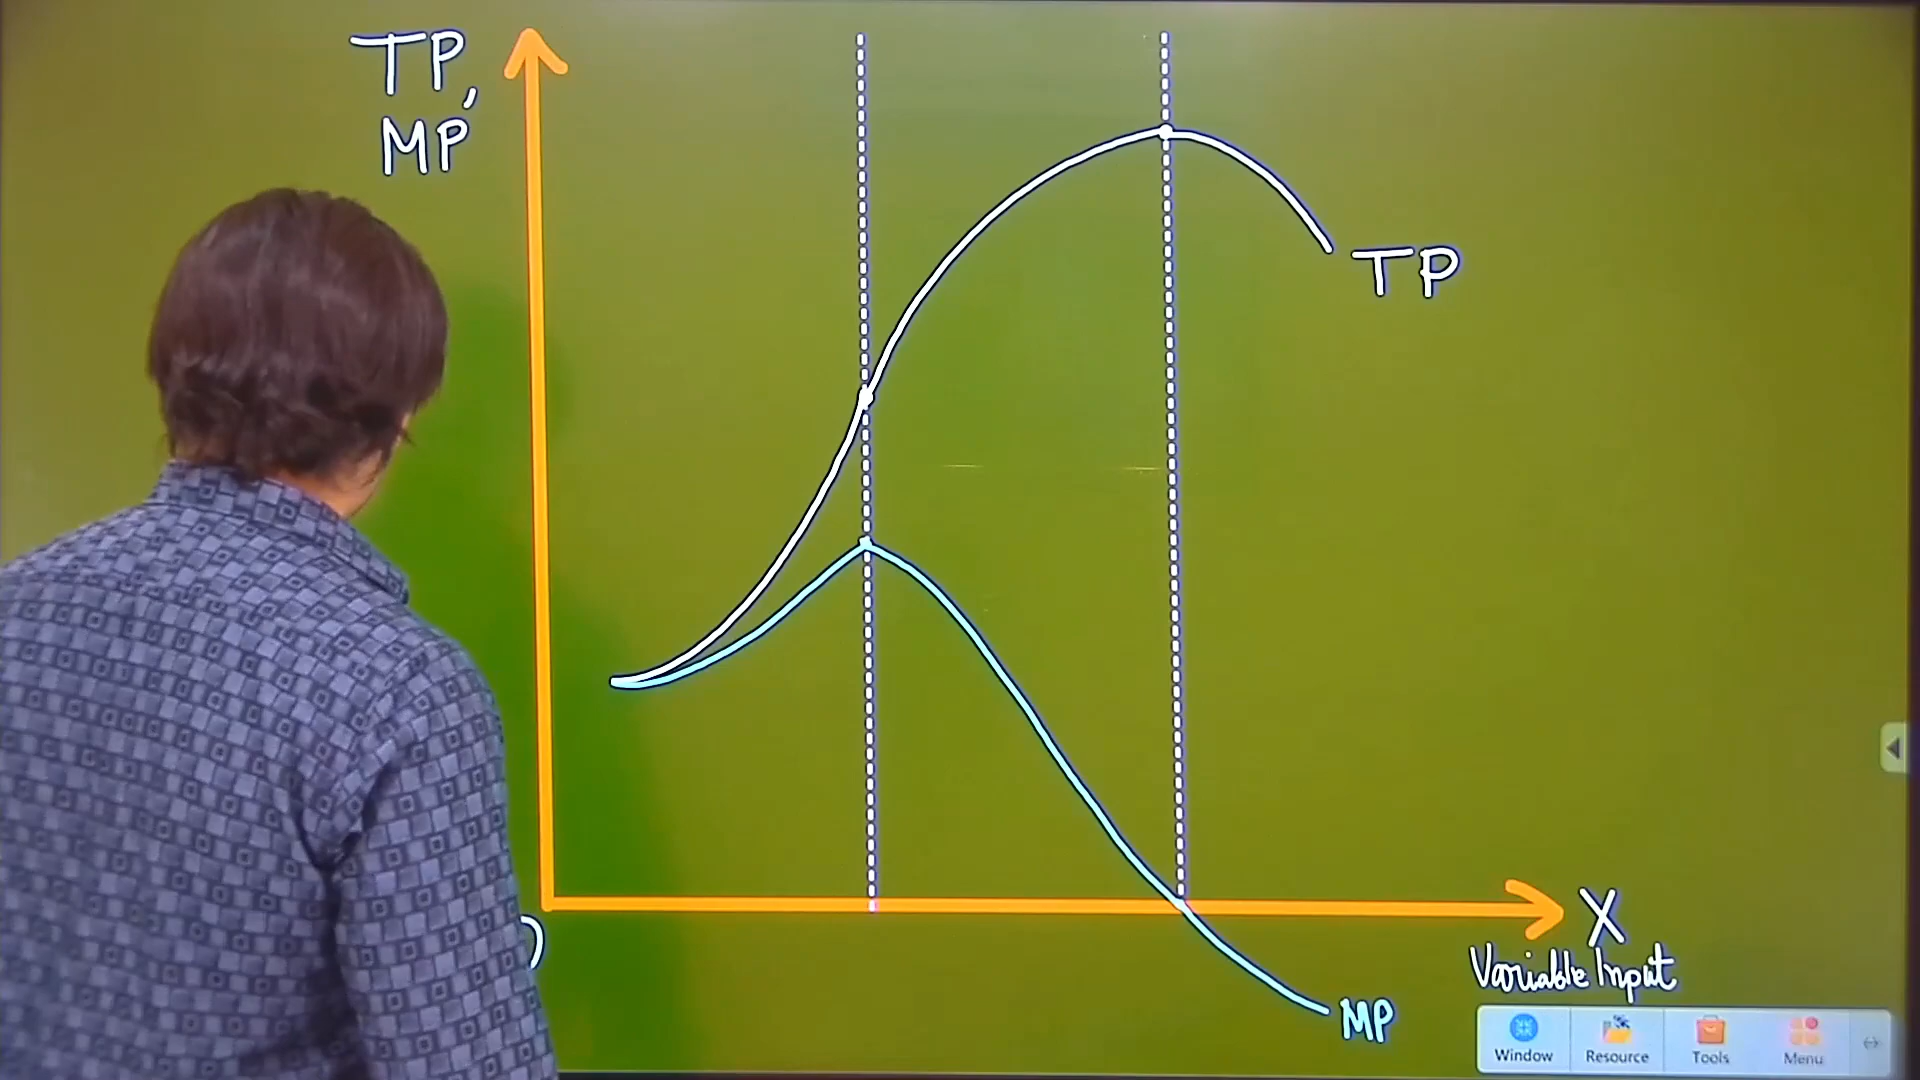 TP,
MP
TP
X
Variable Input
MP
Window Resource Tools Menu